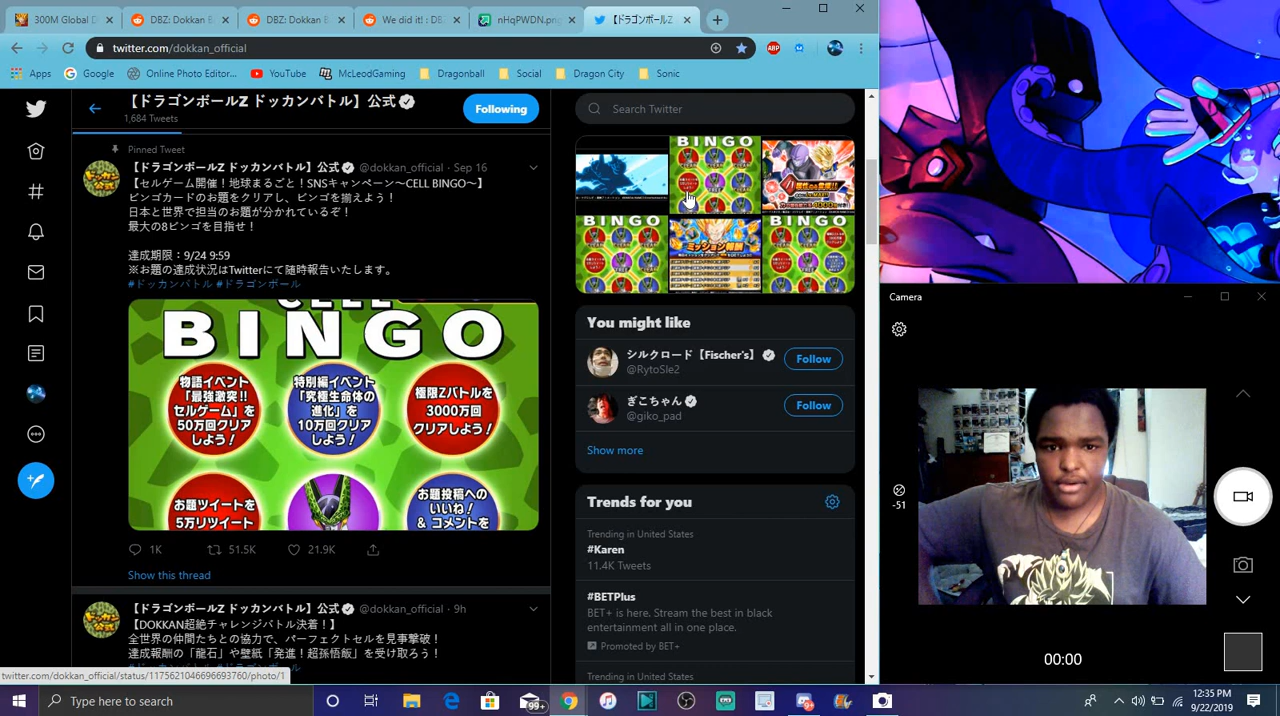 300M Global D
DBZ: Dokkan B
DBZ: Dokkan B
We did it! : DB
nHqPWDN.png
【ドラゴンボールZ
twitter.com/dokkan_official
ABP
Apps
Google
Online Photo Editor...
YouTube
McLeodGaming
Dragonball
Social
Dragon City
Sonic
【ドラゴンボールZ ドッカンバトル】公式
1,684 Tweets
Following
Search Twitter
Pinned Tweet
【ドラゴンボールZ ドッカンバトル】公式 @dokkan_official · Sep 16
【セルゲーム開催！地球まるごと！SNSキャンペーン～CELL BINGO～】
ビンゴカードのお題をクリアし、ビンゴを揃えよう！
日本と世界で担当のお題が分かれているぞ！
最大の8ビンゴを目指せ！
達成期限：9/24 9:59
※お題の達成状況はTwitterにて随時報告いたします。
#ドッカンバトル #ドラゴンボール
BINGO
物語イベント
「最強激突!!
セルゲーム」を
50万回クリア
しよう！
特別編イベント
「究極生命体の
進化」を
10万回クリア
しよう！
極限Zバトルを
3000万回
クリアしよう！
お題ツイートを
5万リツイート
お題投稿への
いいね！
＆コメントを
1K
51.5K
21.9K
Show this thread
【ドラゴンボールZ ドッカンバトル】公式 @dokkan_official · 9h
【DOKKAN超絶チャレンジバトル決着！】
全世界の仲間たちとの協力で、パーフェクトセルを見事撃破！
達成報酬の「龍石」や壁紙「発進！超孫悟飯」を受け取ろう！
twitter.com/dokkan_official/status/1175621046696693760/photo/1
BINGO
BINGO
ミッション報酬
BINGO
You might like
シルクロード【Fischer's】
@RytoSle2
Follow
ぎこちゃん
@giko_pad
Follow
Show more
Trends for you
Trending in United States
#Karen
11.4K Tweets
#BETPlus
BET+ is here. Stream the best in black
entertainment all in one place.
Promoted by BET+
Trending in United States
Camera
-51
00:00
Type here to search
99+
9+
12:35 PM
9/22/2019